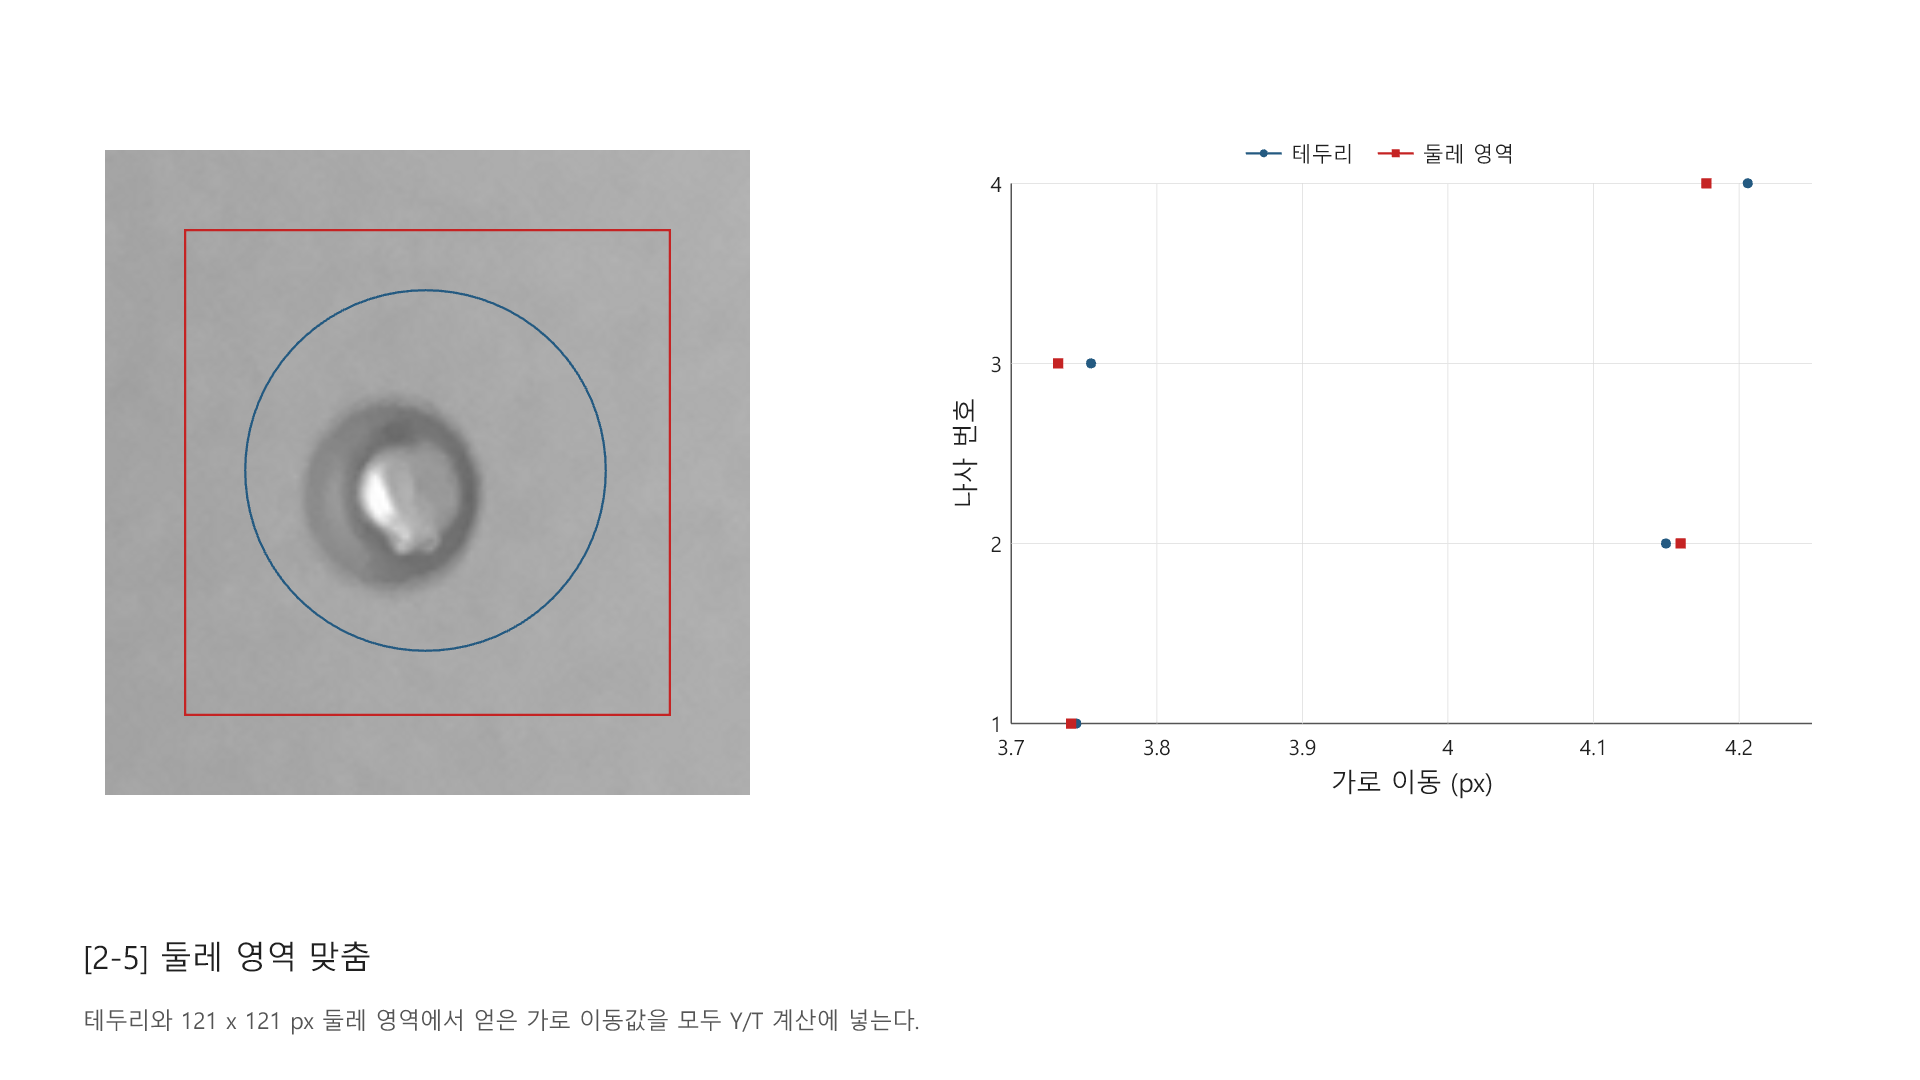 테두리 둘레 영역
4
3
2
1
나사 번호
3.7 3.8 3.9 4 4.1 4.2
가로 이동 (px)
[2-5] 둘레 영역 맞춤
테두리와 121 x 121 px 둘레 영역에서 얻은 가로 이동값을 모두 Y/T 계산에 넣는다.